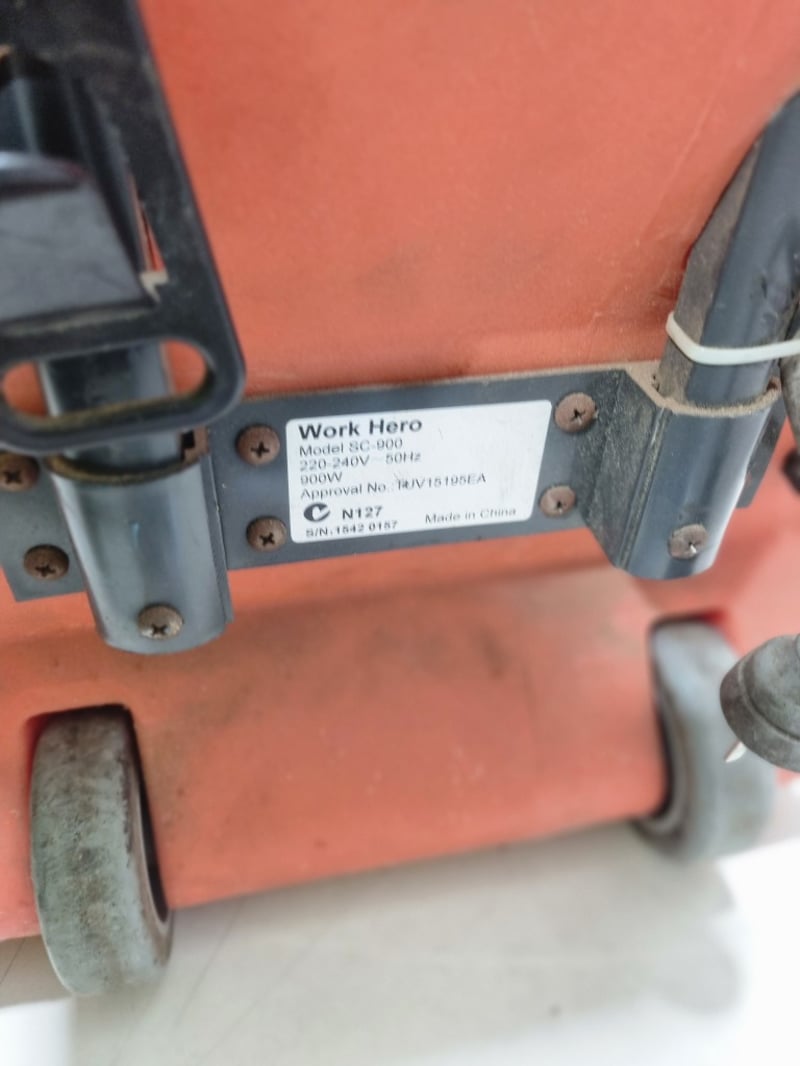 Work Hero
Model SC-900
220-240V~50Hz
900W
Approval No.:TUV15195EA
N127
S/N:1542 0157 Made in China